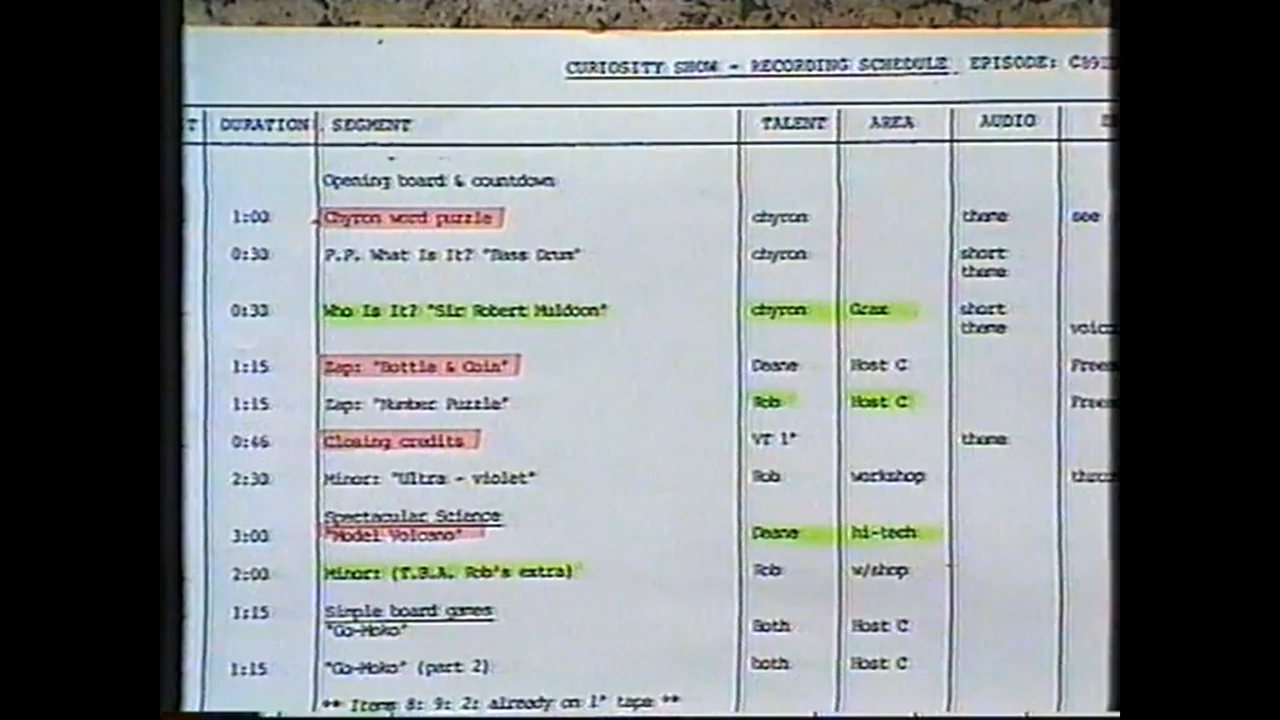 CURIOSITY SHOW - RECORDING SCHEDULE EPISODE:
T DURATION SEGMENT TALENT AREA AUDIO
Opening board & countdown
1:00 Chyron word puzzle chyron theme see
0:30 P.P. What Is It? "Bass Drum" chyron short
theme
0:30 Who Is It? "Sir Robert Muldoon" chyron short
theme
1:15 Zap: "Bottle & Coin" Deane Host C
1:15 Zap: "Number Puzzle" Rob Host C
0:46 Closing credits VT 1" theme
2:30 Minor: "Ultra - violet" Rob workshop
Spectacular Science
3:00 "Model Volcano" Deane hi-tech
2:00 Minor: (T.B.A. Rob's extra) Rob w/shop
1:15 Simple board games
"Go-Moko" Both Host C
1:15 "Go-Moko" (part 2) both Host C
** Items 8: 9: 2: already on 1" tape **